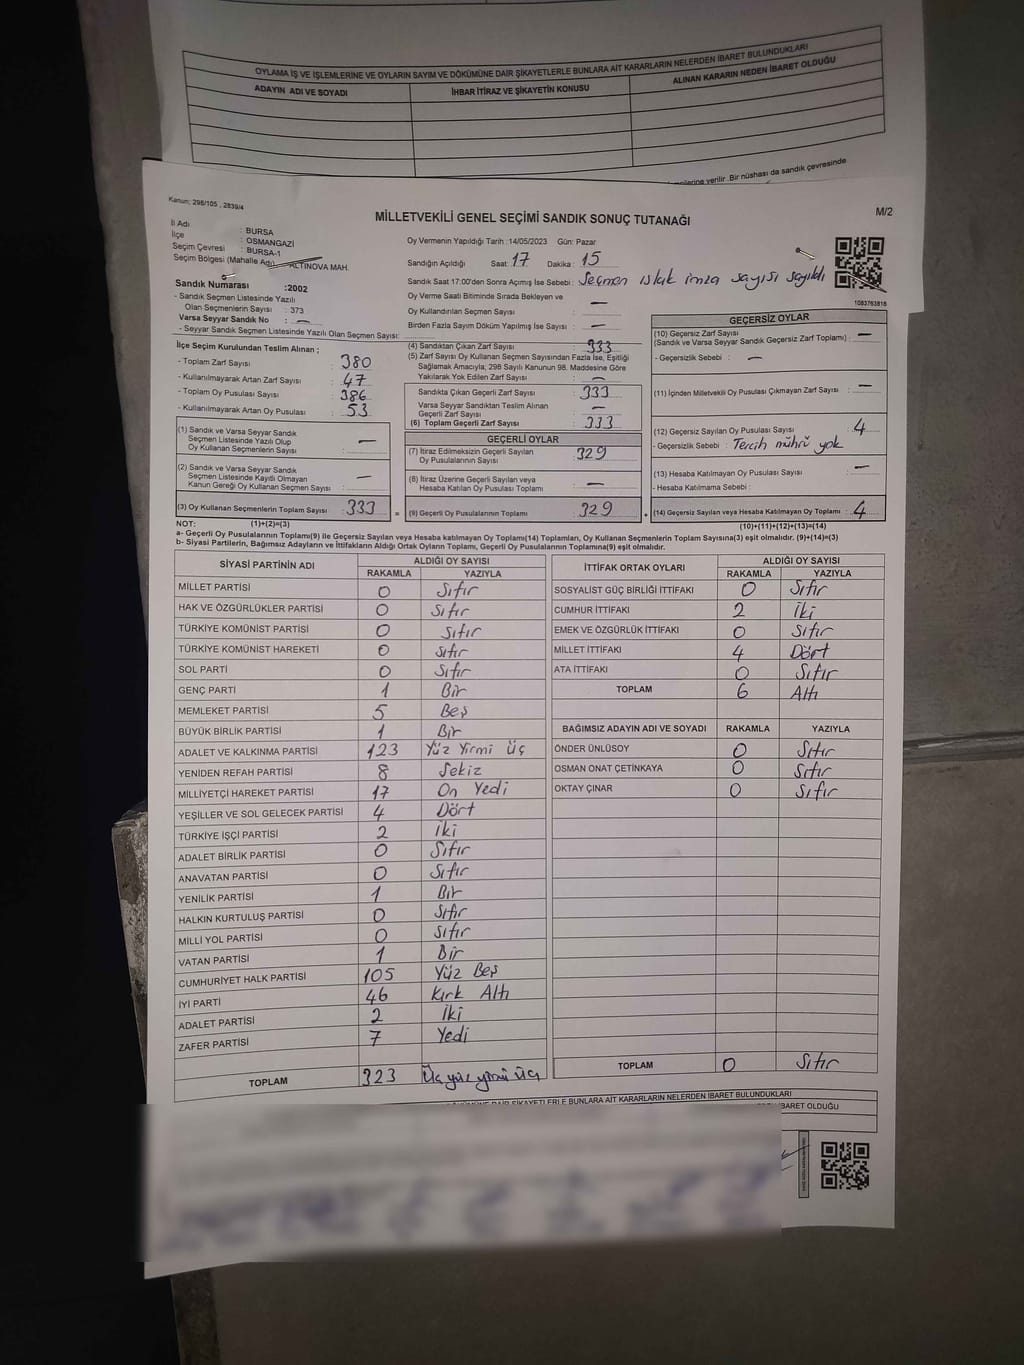 OYLAMA İŞ VE İŞLEMLERİNE VE OYLARIN SAYIM VE DÖKÜMÜNE DAİR ŞİKAYETLERLE BUNLARA AİT KARARLARIN NELERDEN İBARET BULUNDUKLARI
ADAYIN ADI VE SOYADI İHBAR İTİRAZ VE ŞİKAYETİN KONUSU ALINAN KARARIN NEDEN İBARET OLDUĞU
verilir. Bir nüshası da sandık çevresinde
Kanun; 298/105 , 2839/4
M/2
MİLLETVEKİLİ GENEL SEÇİMİ SANDIK SONUÇ TUTANAĞI
İl Adı : BURSA
İlçe : OSMANGAZİ
Seçim Çevresi : BURSA-1
Seçim Bölgesi (Mahalle Adı) ALTINOVA MAH.
Oy Vermenin Yapıldığı Tarih :14/05/2023 Gün: Pazar
Sandığın Açıldığı Saat: 17 Dakika : 15
Sandık Saat 17:00'den Sonra Açımış İse Sebebi : Seçmen ıslak imza sayısı sayıldı
1083763818
Sandık Numarası :2002
- Sandık Seçmen Listesinde Yazılı
Olan Seçmenlerin Sayısı : 373
Varsa Seyyar Sandık No : —
- Seyyar Sandık Seçmen Listesinde Yazılı Olan Seçmen Sayısı:
Oy Verme Saati Bitiminde Sırada Bekleyen ve
Oy Kullandırılan Seçmen Sayısı : —
Birden Fazla Sayım Döküm Yapılmış İse Sayısı : —
İlçe Seçim Kurulundan Teslim Alınan ;
- Toplam Zarf Sayısı : 380
- Kullanılmayarak Artan Zarf Sayısı : 47
- Toplam Oy Pusulası Sayısı : 386
- Kullanılmayarak Artan Oy Pusulası : 53
(1) Sandık ve Varsa Seyyar Sandık
Seçmen Listesinde Yazılı Olup
Oy Kullanan Seçmenlerin Sayısı : —
(2) Sandık ve Varsa Seyyar Sandık
Seçmen Listesinde Kayıtlı Olmayan
Kanun Gereği Oy Kullanan Seçmen Sayısı : —
(3) Oy Kullanan Seçmenlerin Toplam Sayısı : 333
(4) Sandıktan Çıkan Zarf Sayısı : 333
(5) Zarf Sayısı Oy Kullanan Seçmen Sayısından Fazla İse, Eşitliği
Sağlamak Amacıyla; 298 Sayılı Kanunun 98. Maddesine Göre
Yakılarak Yok Edilen Zarf Sayısı : —
Sandıkta Çıkan Geçerli Zarf Sayısı : 333
Varsa Seyyar Sandıktan Teslim Alınan
Geçerli Zarf Sayısı : —
(6) Toplam Geçerli Zarf Sayısı : 333
GEÇERLİ OYLAR
(7) İtiraz Edilmeksizin Geçerli Sayılan
Oy Pusulalarının Sayısı : 329
(8) İtiraz Üzerine Geçerli Sayılan veya
Hesaba Katılan Oy Pusulası Toplamı : —
(9) Geçerli Oy Pusulalarının Toplamı : 329
GEÇERSİZ OYLAR
(10) Geçersiz Zarf Sayısı
(Sandık ve Varsa Seyyar Sandık Geçersiz Zarf Toplamı) : —
- Geçersizlik Sebebi : —
(11) İçinden Milletvekili Oy Pusulası Çıkmayan Zarf Sayısı : —
(12) Geçersiz Sayılan Oy Pusulası Sayısı : 4
- Geçersizlik Sebebi : Tercih mührü yok
(13) Hesaba Katılmayan Oy Pusulası Sayısı : —
- Hesaba Katılmama Sebebi :
(14) Geçersiz Sayılan veya Hesaba Katılmayan Oy Toplamı : 4
NOT: (1)+(2)=(3) (10)+(11)+(12)+(13)=(14)
a- Geçerli Oy Pusulalarının Toplamı(9) ile Geçersiz Sayılan veya Hesaba katılmayan Oy Toplamı(14) Toplamları, Oy Kullanan Seçmenlerin Toplam Sayısına(3) eşit olmalıdır. (9)+(14)=(3)
b- Siyasi Partilerin, Bağımsız Adayların ve İttifakların Aldığı Ortak Oyların Toplamı, Geçerli Oy Pusulalarının Toplamına(9) eşit olmalıdır.
SİYASİ PARTİNİN ADI ALDIĞI OY SAYISI
RAKAMLA YAZIYLA
MİLLET PARTİSİ 0 Sıfır
HAK VE ÖZGÜRLÜKLER PARTİSİ 0 Sıfır
TÜRKİYE KOMÜNİST PARTİSİ 0 Sıfır
TÜRKİYE KOMÜNİST HAREKETİ 0 Sıfır
SOL PARTİ 0 Sıfır
GENÇ PARTİ 1 Bir
MEMLEKET PARTİSİ 5 Beş
BÜYÜK BİRLİK PARTİSİ 1 Bir
ADALET VE KALKINMA PARTİSİ 123 Yüz Yirmi Üç
YENİDEN REFAH PARTİSİ 8 Sekiz
MİLLİYETÇİ HAREKET PARTİSİ 17 On Yedi
YEŞİLLER VE SOL GELECEK PARTİSİ 4 Dört
TÜRKİYE İŞÇİ PARTİSİ 2 İki
ADALET BİRLİK PARTİSİ 0 Sıfır
ANAVATAN PARTİSİ 0 Sıfır
YENİLİK PARTİSİ 1 Bir
HALKIN KURTULUŞ PARTİSİ 0 Sıfır
MİLLİ YOL PARTİSİ 0 Sıfır
VATAN PARTİSİ 1 Bir
CUMHURİYET HALK PARTİSİ 105 Yüz Beş
İYİ PARTİ 46 Kırk Altı
ADALET PARTİSİ 2 İki
ZAFER PARTİSİ 7 Yedi
TOPLAM 323 Üç yüz yirmi üç
İTTİFAK ORTAK OYLARI ALDIĞI OY SAYISI
RAKAMLA YAZIYLA
SOSYALİST GÜÇ BİRLİĞİ İTTİFAKI 0 Sıfır
CUMHUR İTTİFAKI 2 İki
EMEK VE ÖZGÜRLÜK İTTİFAKI 0 Sıfır
MİLLET İTTİFAKI 4 Dört
ATA İTTİFAKI 0 Sıfır
TOPLAM 6 Altı
BAĞIMSIZ ADAYIN ADI VE SOYADI RAKAMLA YAZIYLA
ÖNDER ÜNLÜSOY 0 Sıfır
OSMAN ONAT ÇETİNKAYA 0 Sıfır
OKTAY ÇINAR 0 Sıfır
TOPLAM 0 Sıfır
DÖKÜMÜNE DAİR ŞİKAYETLERLE BUNLARA AİT KARARLARIN NELERDEN İBARET BULUNDUKLARI
İBARET OLDUĞU